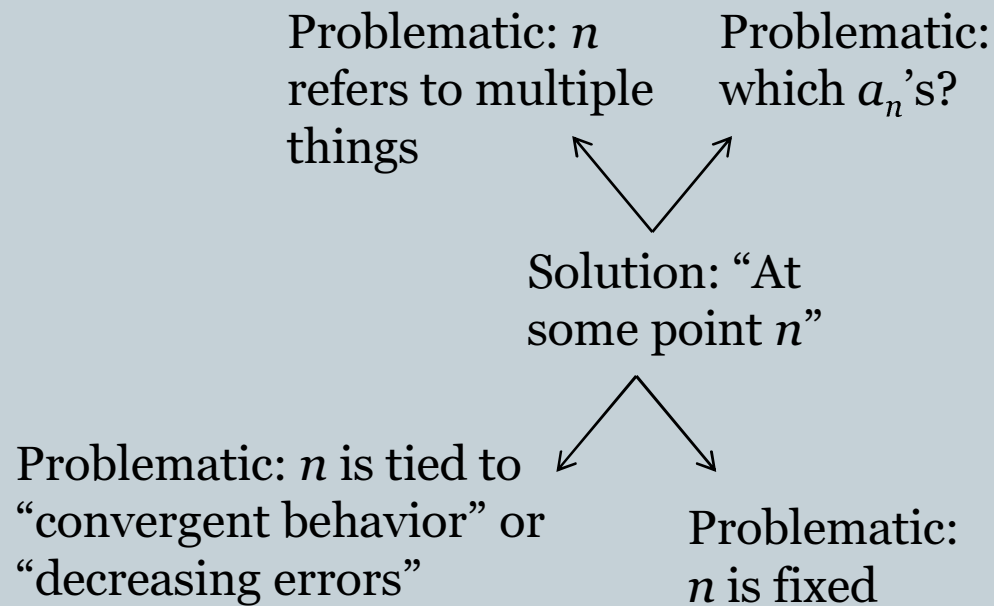 Problematic: n
refers to multiple
things
Problematic:
which aₙ’s?
Solution: “At
some point n”
Problematic: n is tied to
“convergent behavior” or
“decreasing errors”
Problematic:
n is fixed